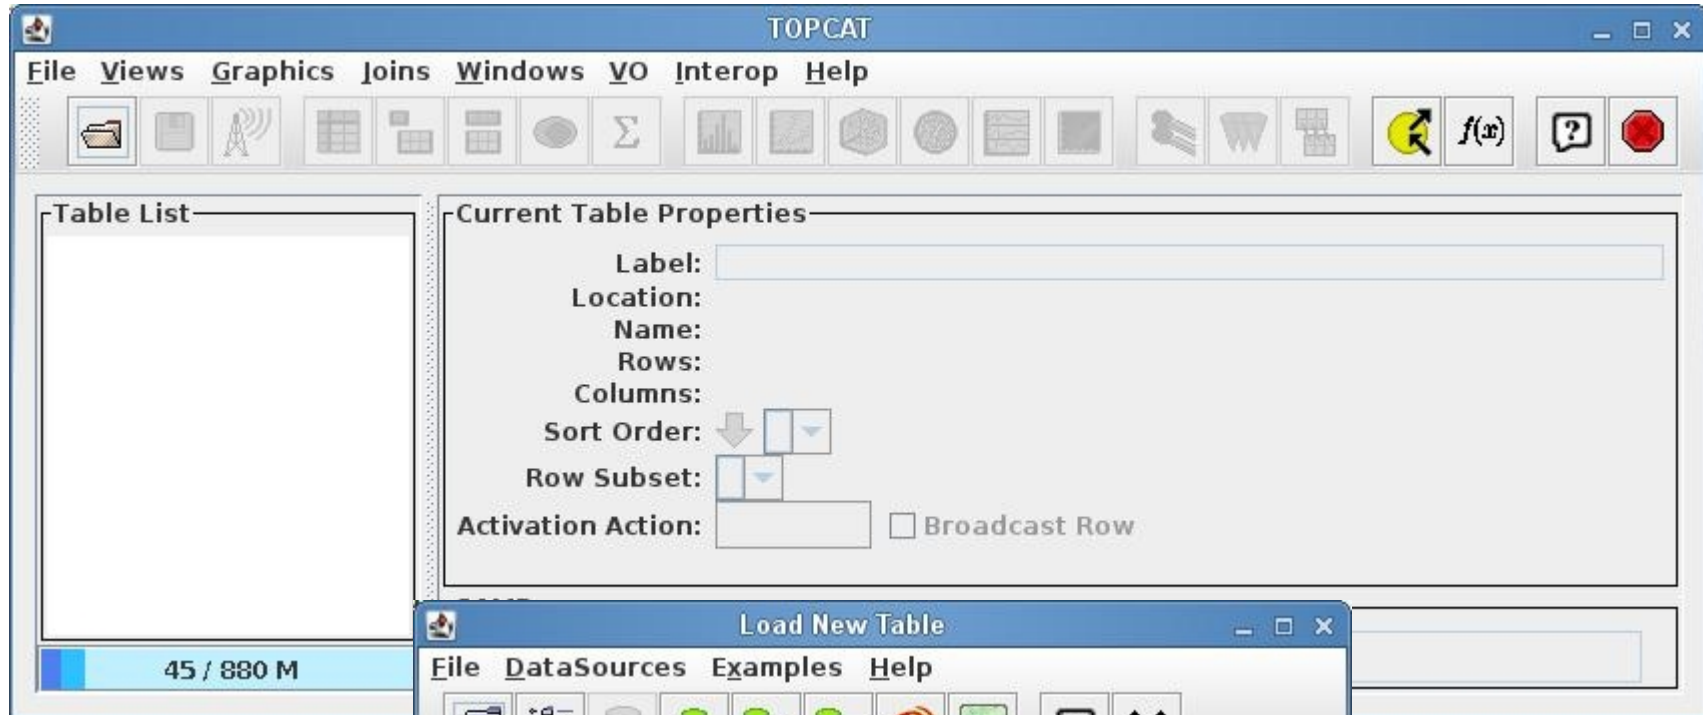 TOPCAT
File Views Graphics Joins Windows VO Interop Help
Σ f(x) ?
Table List
45 / 880 M
Current Table Properties
Label:
Location:
Name:
Rows:
Columns:
Sort Order:
Row Subset:
Activation Action: Broadcast Row
Load New Table
File DataSources Examples Help